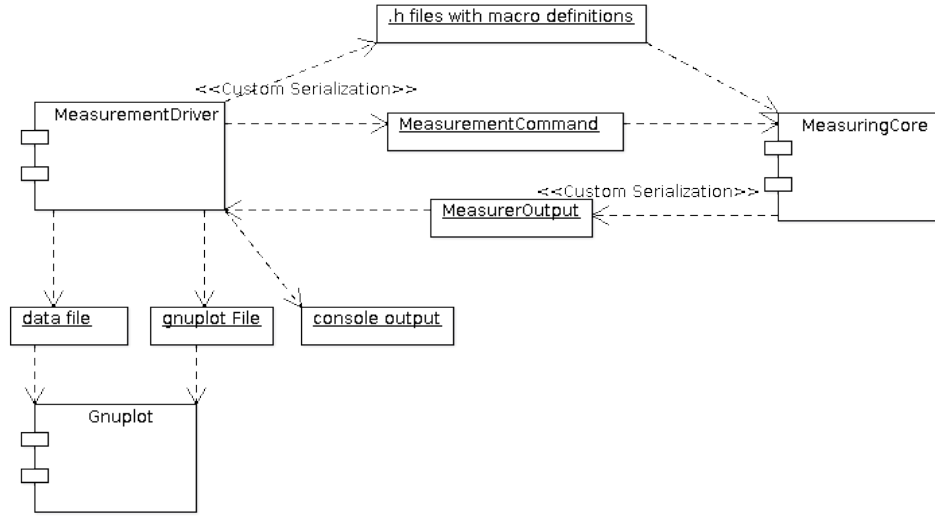 .h files with macro definitions
<<Custom Serialization>>
MeasurementDriver
MeasurementCommand
MeasuringCore
<<Custom Serialization>>
MeasurerOutput
data file
gnuplot File
console output
Gnuplot